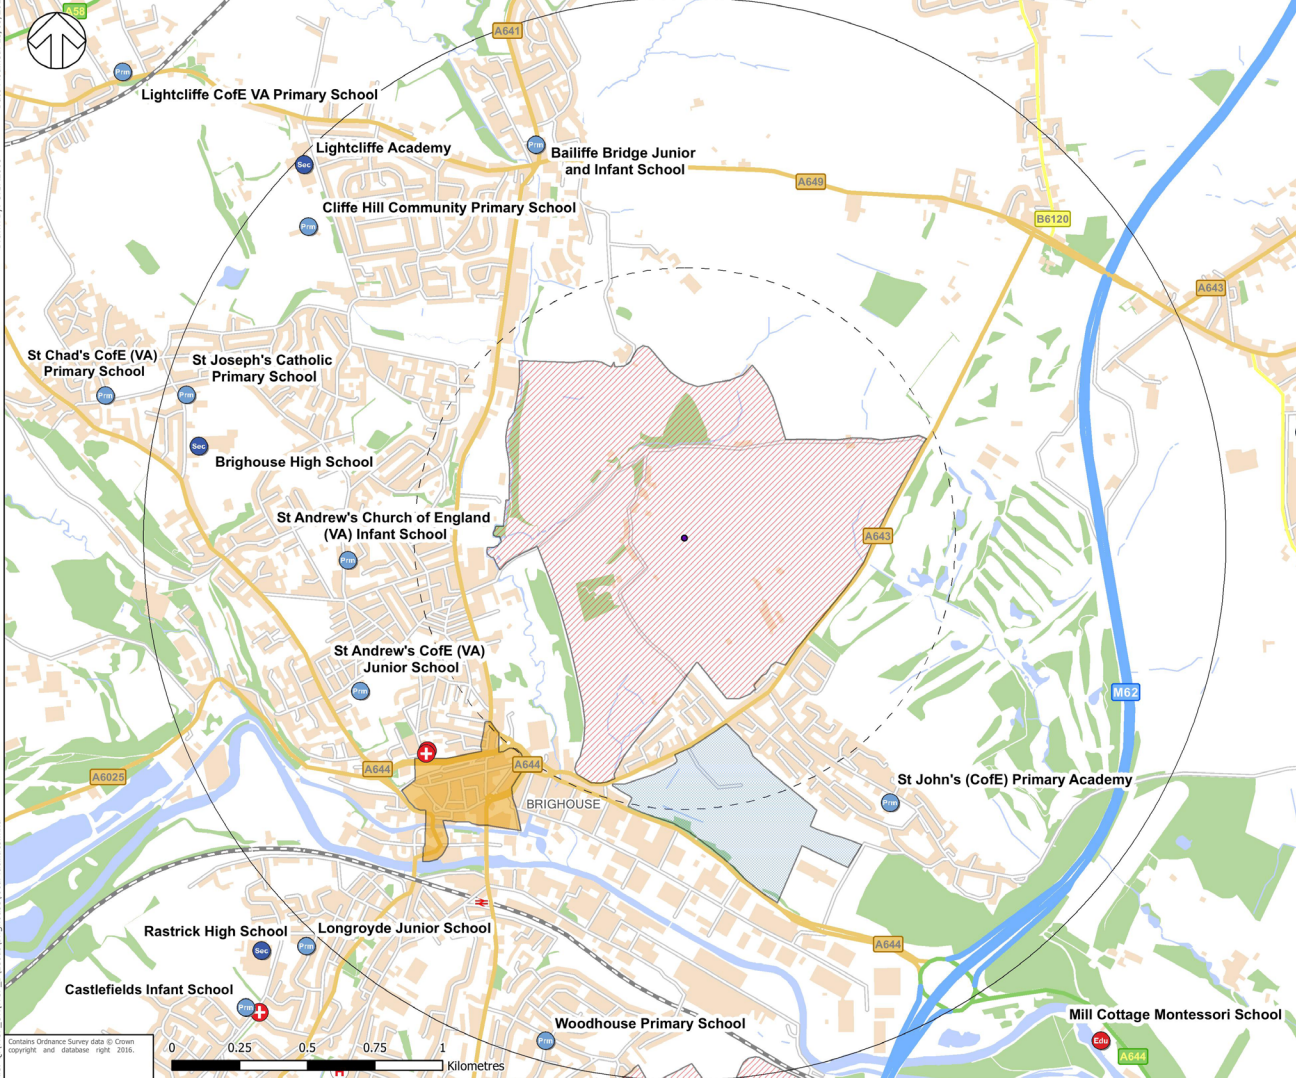 A58
A641
Prm
Lightcliffe CofE VA Primary School
Lightcliffe Academy
Sec
Prm
Bailiffe Bridge Junior
and Infant School
A649
Cliffe Hill Community Primary School
Prm
B6120
A643
St Chad's CofE (VA)
Primary School
Prm
St Joseph's Catholic
Primary School
Prm
Sec
Brighouse High School
St Andrew's Church of England
(VA) Infant School
Prm
A643
St Andrew's CofE (VA)
Junior School
Prm
M62
A6025
A644
A644
BRIGHOUSE
St John's (CofE) Primary Academy
Prm
Rastrick High School
Sec
Longroyde Junior School
Prm
A644
Castlefields Infant School
Prm
Woodhouse Primary School
Prm
Mill Cottage Montessori School
Edu
A644
Contains Ordnance Survey data © Crown
copyright and database right 2016.
0 0.25 0.5 0.75 1
Kilometres
H